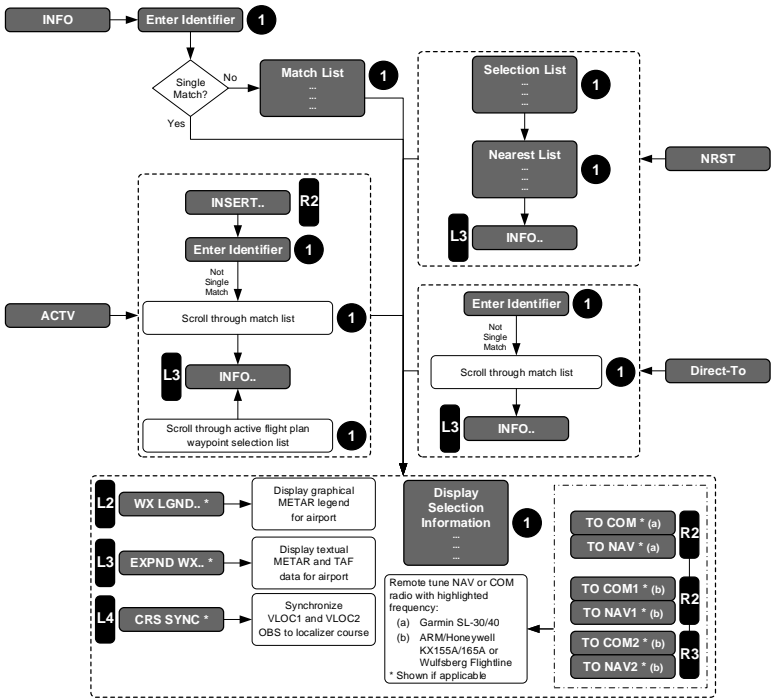 INFO
Enter Identifier
1
Single
Match?
No
Yes
Match List
...
...
...
1
Selection List
...
...
...
1
Nearest List
...
...
...
1
L3
INFO..
NRST
INSERT..
R2
Enter Identifier
1
Not
Single
Match
Scroll through match list
1
L3
INFO..
Scroll through active flight plan
waypoint selection list
1
ACTV
Enter Identifier
1
Not
Single
Match
Scroll through match list
1
L3
INFO..
Direct-To
L2
WX LGND.. *
Display graphical
METAR legend
for airport
L3
EXPND WX.. *
Display textual
METAR and TAF
data for airport
L4
CRS SYNC *
Synchronize
VLOC1 and VLOC2
OBS to localizer course
Display
Selection
Information
...
...
...
1
Remote tune NAV or COM
radio with highlighted
frequency:
(a) Garmin SL-30/40
(b) ARM/Honeywell
KX155A/165A or
Wulfsberg Flightline
* Shown if applicable
TO COM * (a)
TO NAV * (a)
R2
TO COM1 * (b)
TO NAV1 * (b)
R2
TO COM2 * (b)
TO NAV2 * (b)
R3